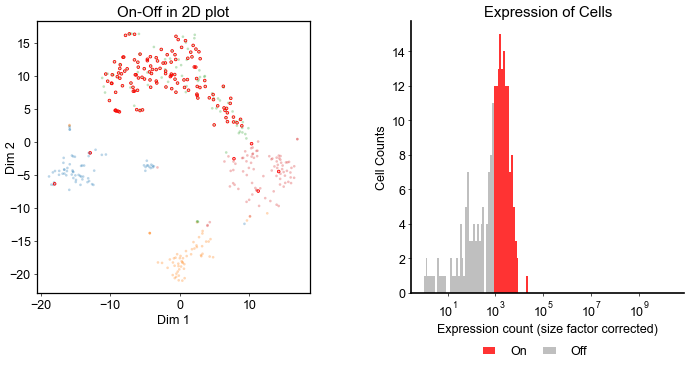 On-Off in 2D plot
Expression of Cells
15
10
5
0
−5
−10
−15
−20
Dim 2
−20 −10 0 10
Dim 1
14
12
10
8
6
4
2
0
Cell Counts
10^1 10^3 10^5 10^7 10^9
Expression count (size factor corrected)
On Off